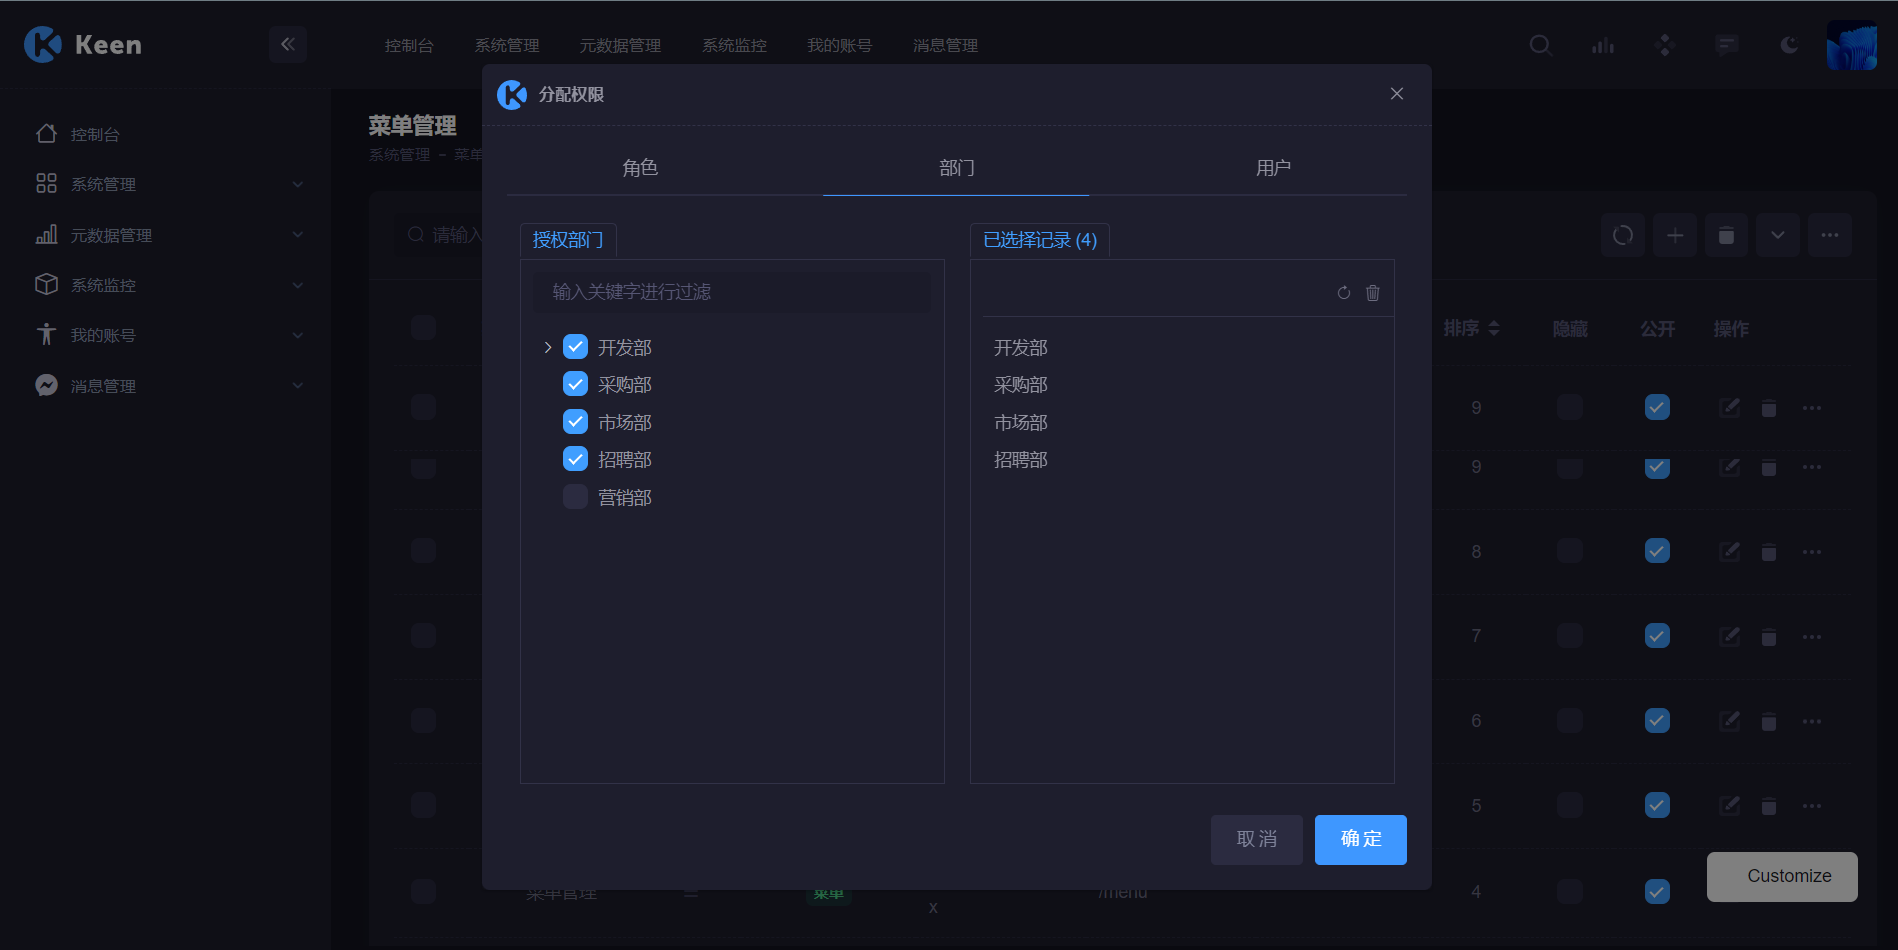 Keen
控制台 系统管理 元数据管理 系统监控 我的账号 消息管理
控制台
系统管理
元数据管理
系统监控
我的账号
消息管理
菜单管理
系统管理 - 菜单
请输入
分配权限
角色 部门 用户
授权部门
输入关键字进行过滤
开发部
采购部
市场部
招聘部
营销部
已选择记录 (4)
开发部
采购部
市场部
招聘部
取消 确定
排序 隐藏 公开 操作
9
9
8
7
6
5
菜单管理 菜单 x /menu 4
Customize